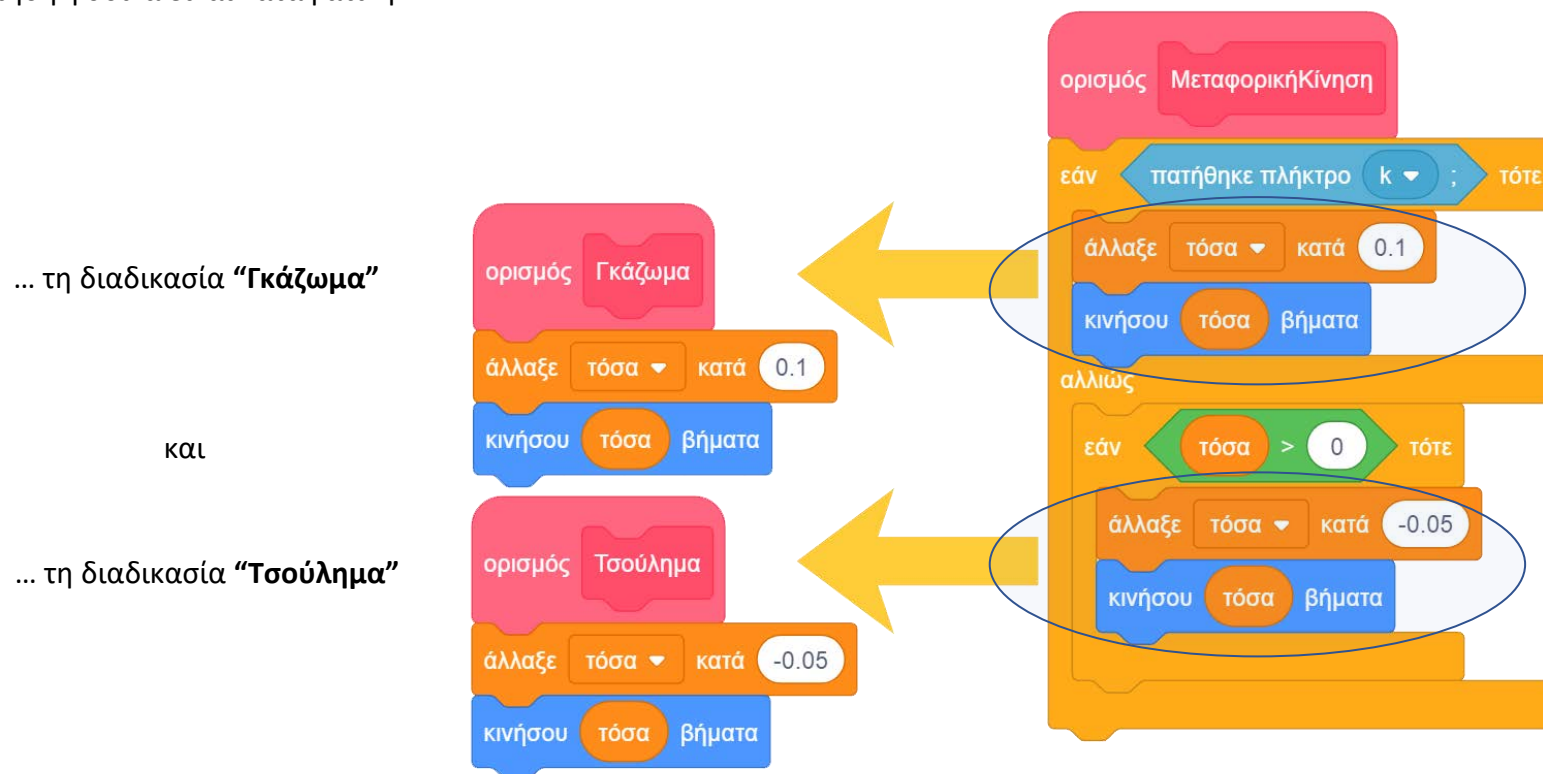 ... τη διαδικασία “Γκάζωμα”
και
... τη διαδικασία “Τσούλημα”
ορισμός Γκάζωμα
άλλαξε τόσα κατά 0.1
κινήσου τόσα βήματα
ορισμός Τσούλημα
άλλαξε τόσα κατά -0.05
κινήσου τόσα βήματα
ορισμός ΜεταφορικήΚίνηση
εάν πατήθηκε πλήκτρο k ; τότε
άλλαξε τόσα κατά 0.1
κινήσου τόσα βήματα
αλλιώς
εάν τόσα > 0 τότε
άλλαξε τόσα κατά -0.05
κινήσου τόσα βήματα